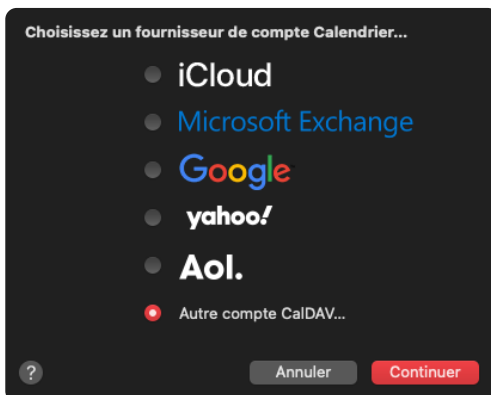 Choisissez un fournisseur de compte Calendrier...
iCloud
Microsoft Exchange
Google
yahoo!
Aol.
Autre compte CalDAV...
?
Annuler
Continuer